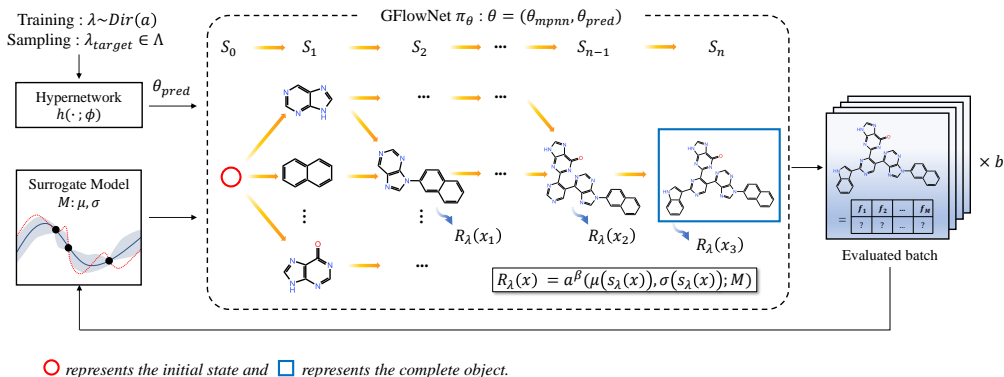 Training : λ~Dir(a)
Sampling : λ_target ∈ Λ
Hypernetwork
h(· ; ϕ)
θ_pred
Surrogate Model
M: μ, σ
GFlowNet π_θ : θ = (θ_mpnn, θ_pred)
S_0 S_1 S_2 ... S_{n−1} S_n
...
...
...
...
R_λ(x_1)
R_λ(x_2)
R_λ(x_3)
R_λ(x) = a^β(μ(s_λ(x)), σ(s_λ(x)); M)
= f_1 f_2 ... f_M
? ? ... ?
× b
Evaluated batch
represents the initial state and represents the complete object.